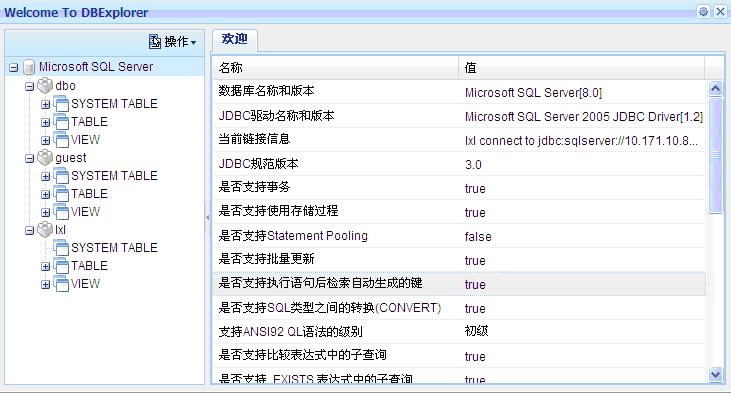 Welcome To DBExplorer
操作
Microsoft SQL Server
dbo
SYSTEM TABLE
TABLE
VIEW
guest
SYSTEM TABLE
TABLE
VIEW
lxl
SYSTEM TABLE
TABLE
VIEW
欢迎
名称 值
数据库名称和版本 Microsoft SQL Server[8.0]
JDBC驱动名称和版本 Microsoft SQL Server 2005 JDBC Driver[1.2]
当前链接信息 lxl connect to jdbc:sqlserver://10.171.10.8...
JDBC规范版本 3.0
是否支持事务 true
是否支持使用存储过程 true
是否支持Statement Pooling false
是否支持批量更新 true
是否支持执行语句后检索自动生成的键 true
是否支持SQL类型之间的转换(CONVERT) true
支持ANSI92 QL语法的级别 初级
是否支持比较表达式中的子查询 true
是否支持 EXISTS 表达式中的子查询 true